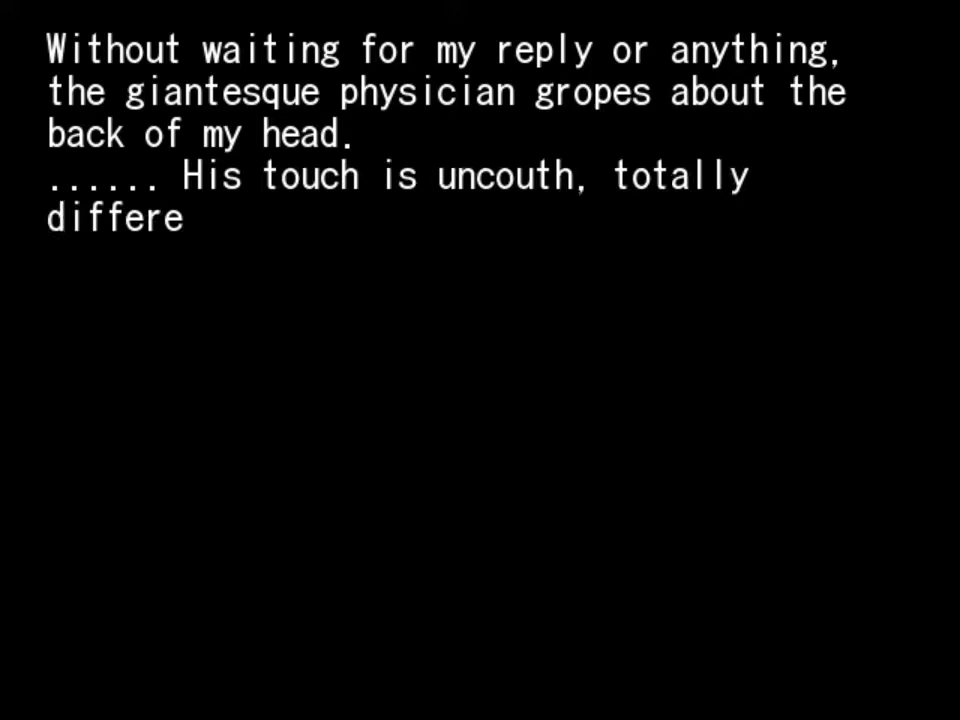 Without waiting for my reply or anything,
the giantesque physician gropes about the
back of my head.
...... His touch is uncouth, totally
differe